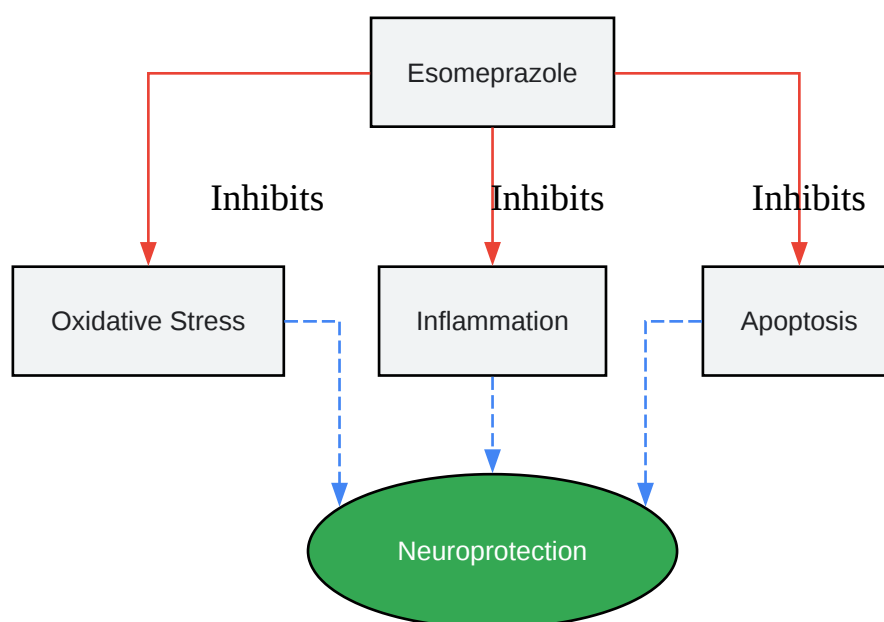 Esomeprazole
Inhibits Inhibits Inhibits
Oxidative Stress Inflammation Apoptosis
Neuroprotection